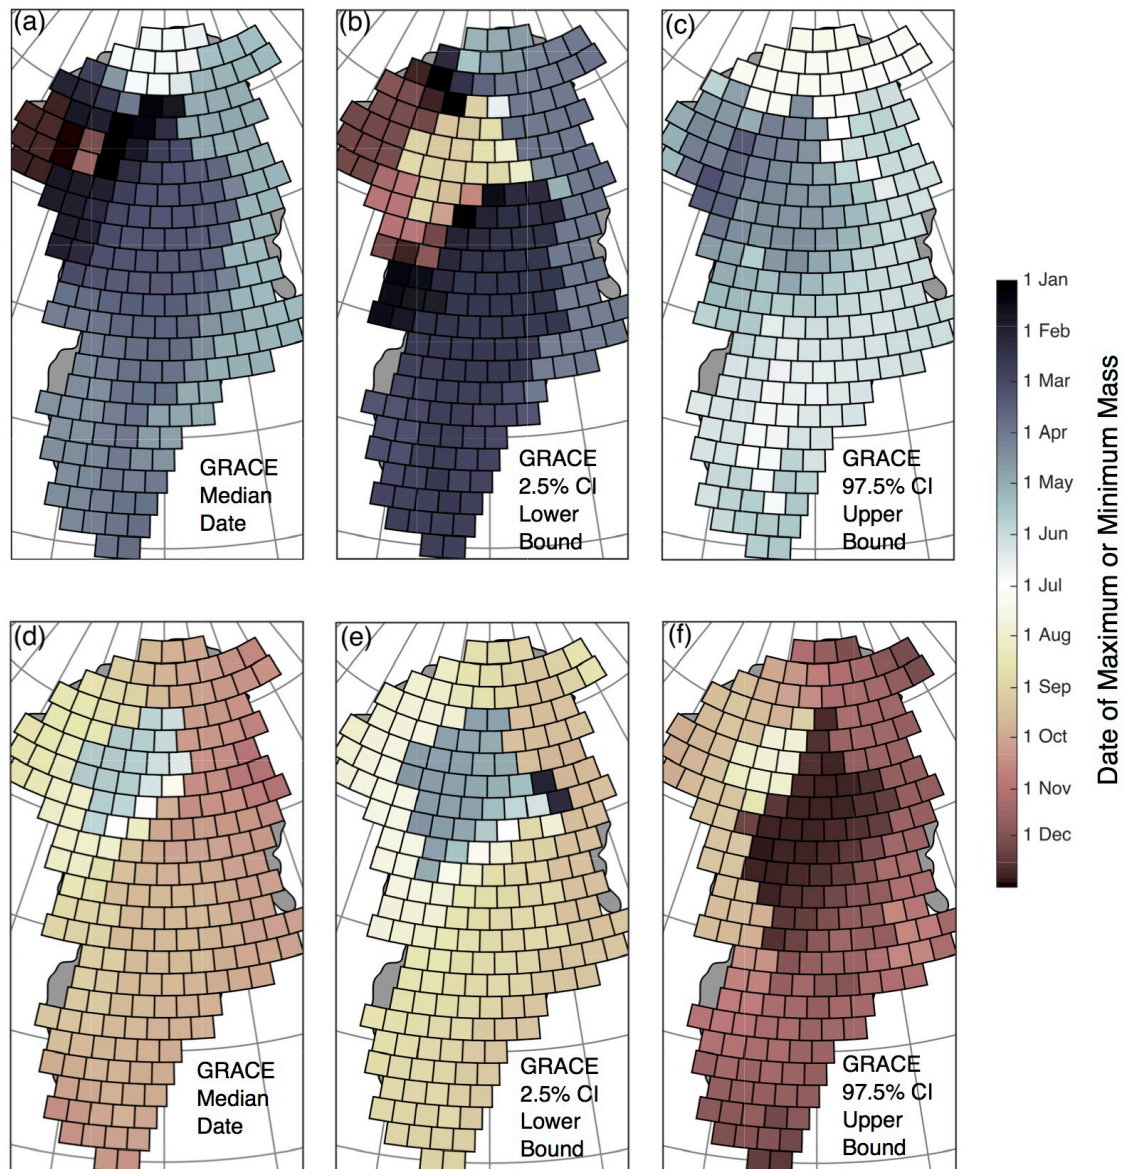 (a)
(b)
(c)
GRACE
Median
Date
GRACE
2.5% CI
Lower
Bound
GRACE
97.5% CI
Upper
Bound
1 Jan
1 Feb
1 Mar
1 Apr
1 May
1 Jun
1 Jul
1 Aug
1 Sep
1 Oct
1 Nov
1 Dec
Date of Maximum or Minimum Mass
(d)
(e)
(f)
GRACE
Median
Date
GRACE
2.5% CI
Lower
Bound
GRACE
97.5% CI
Upper
Bound